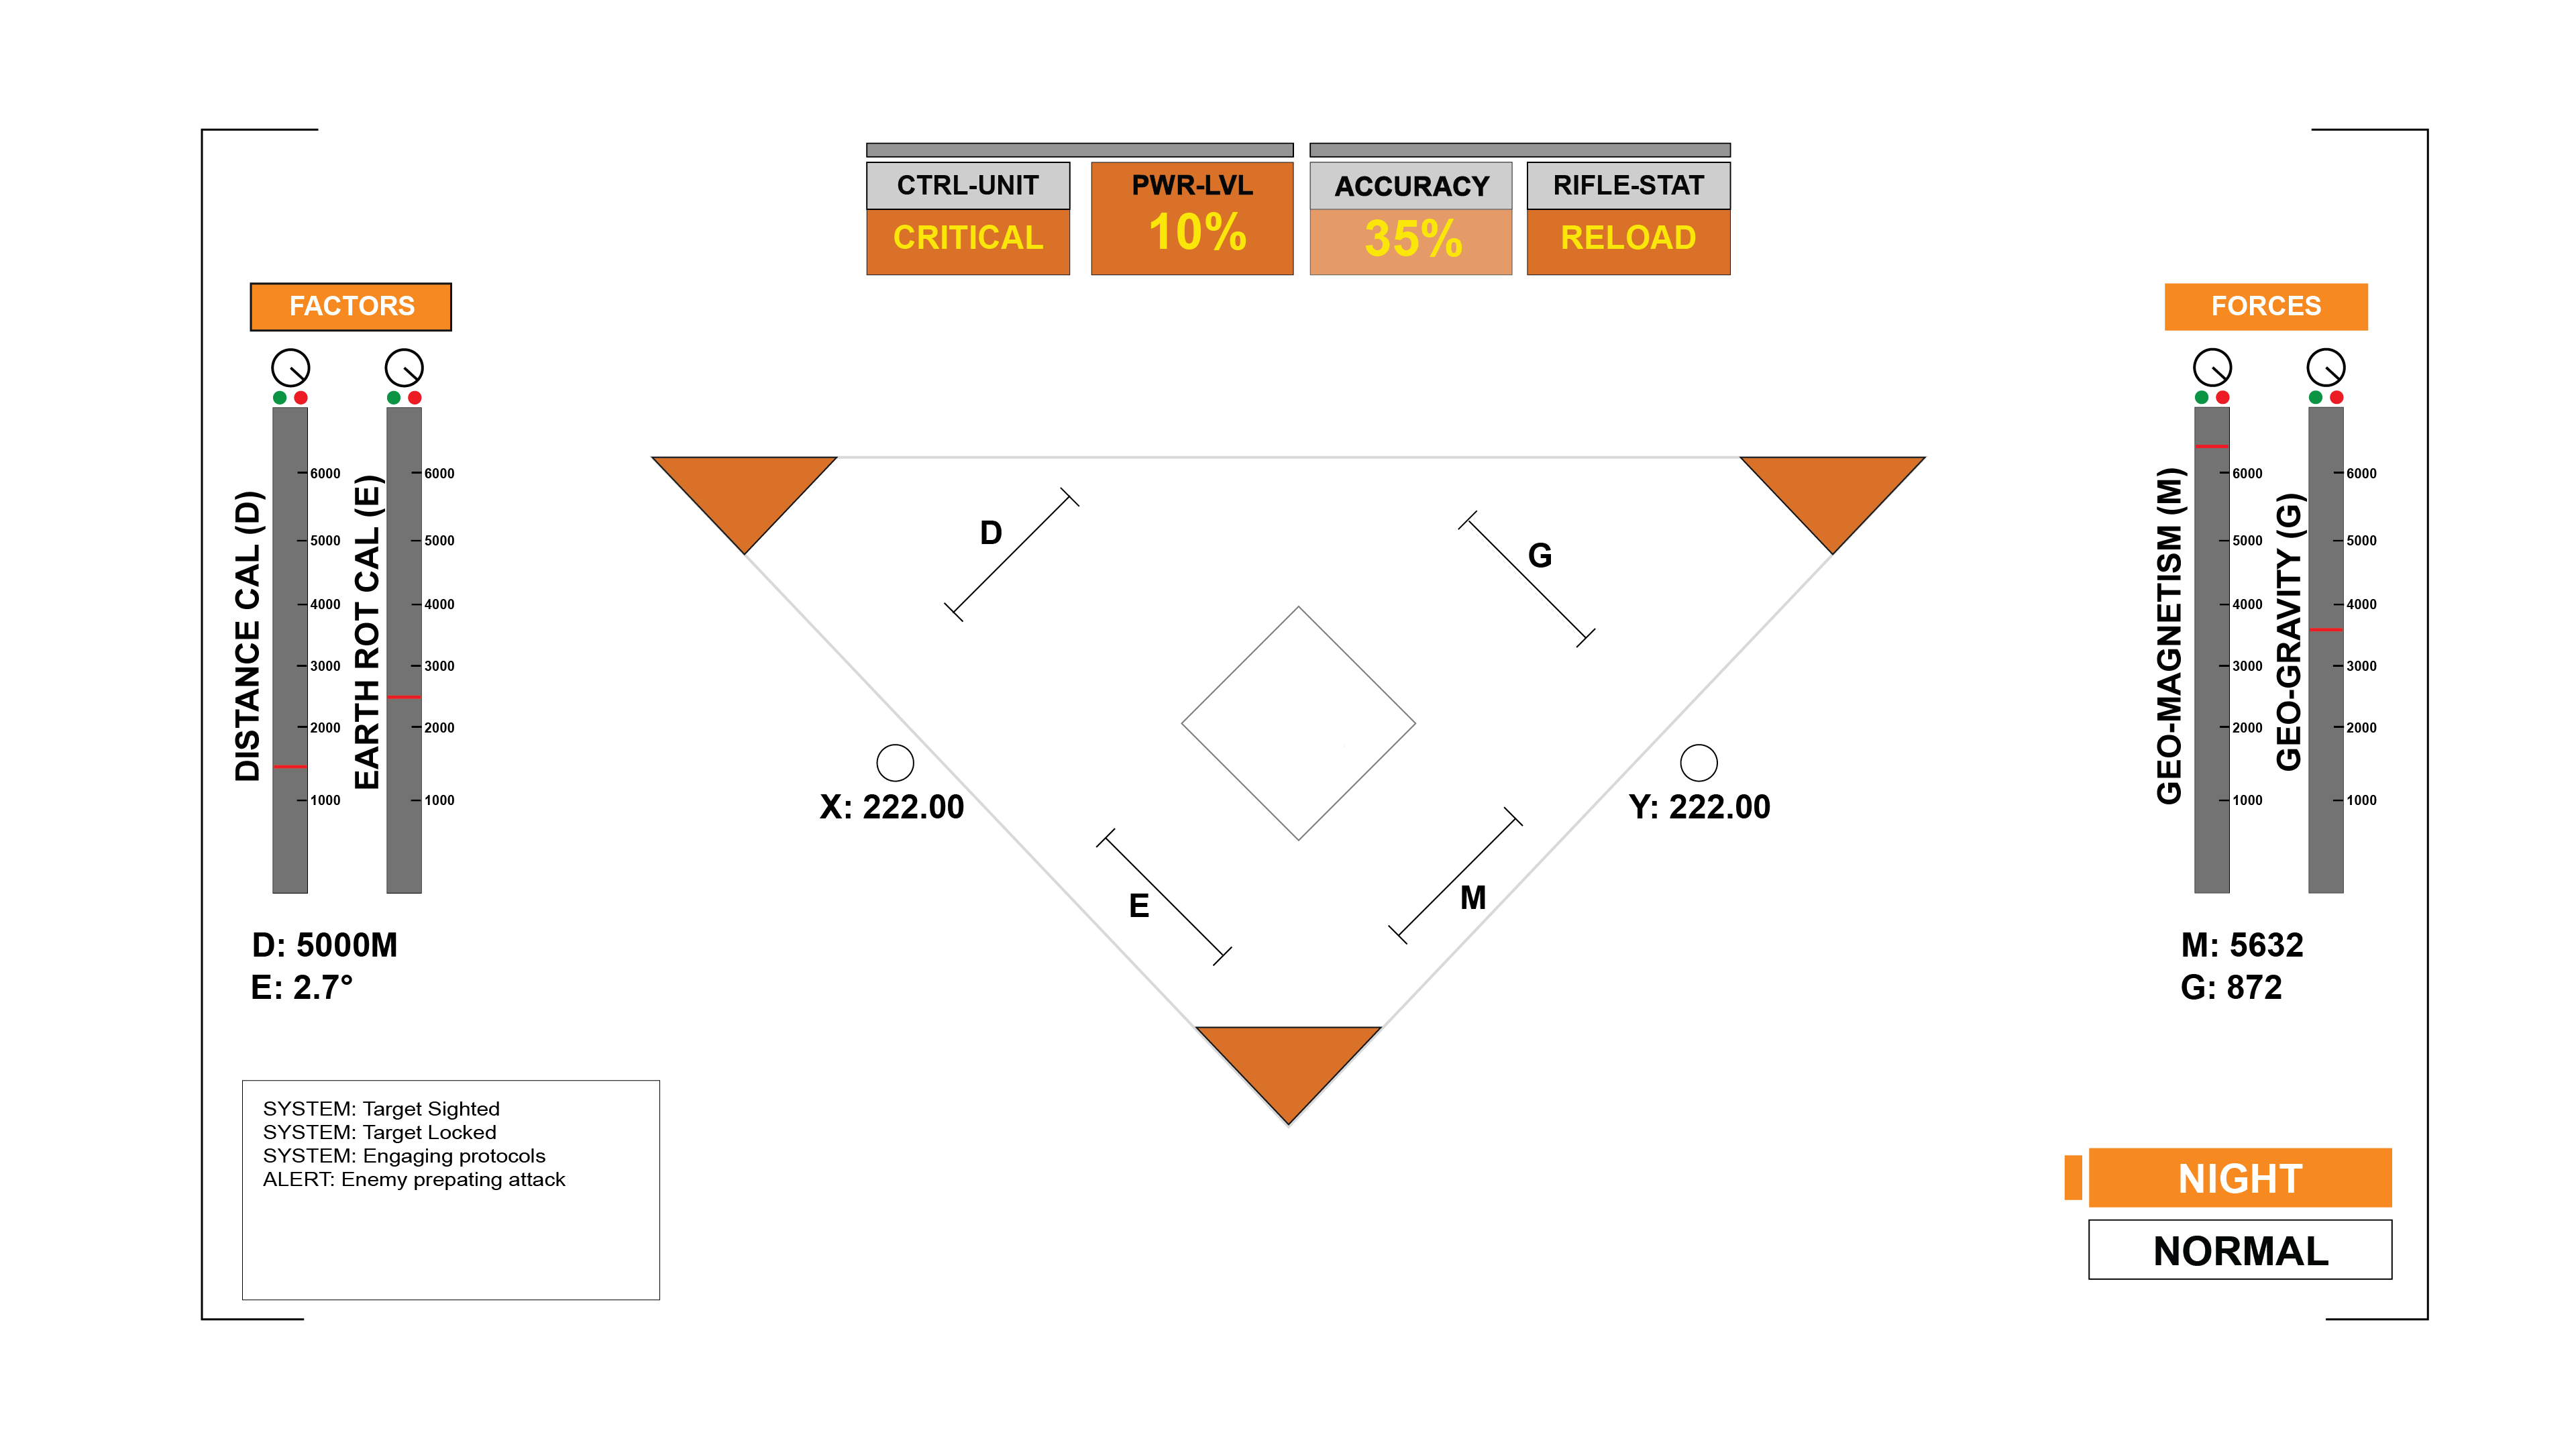 CTRL-UNIT
CRITICAL
PWR-LVL
10%
ACCURACY
35%
RIFLE-STAT
RELOAD
FACTORS
DISTANCE CAL (D)
6000
5000
4000
3000
2000
1000
EARTH ROT CAL (E)
6000
5000
4000
3000
2000
1000
D: 5000M
E: 2.7°
D
G
X: 222.00
Y: 222.00
E
M
FORCES
GEO-MAGNETISM (M)
6000
5000
4000
3000
2000
1000
GEO-GRAVITY (G)
6000
5000
4000
3000
2000
1000
M: 5632
G: 872
SYSTEM: Target Sighted
SYSTEM: Target Locked
SYSTEM: Engaging protocols
ALERT: Enemy prepating attack
NIGHT
NORMAL